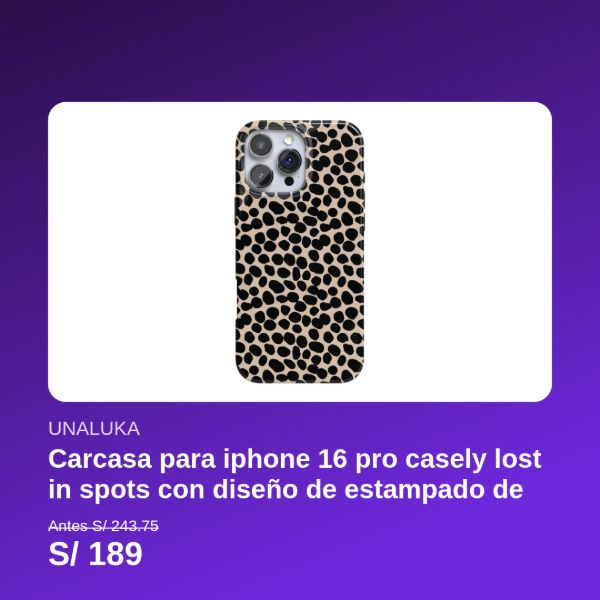 UNALUKA
Carcasa para iphone 16 pro casely lost
in spots con diseño de estampado de
Antes S/ 243.75
S/ 189